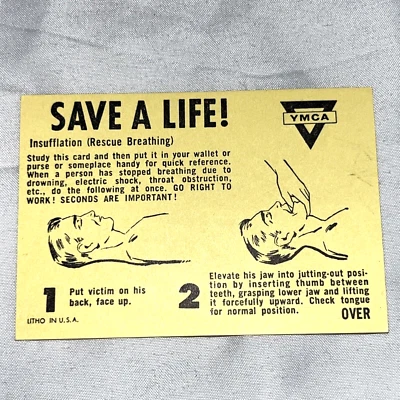 SAVE A LIFE!
YMCA
Insufflation (Rescue Breathing)
Study this card and then put it in your wallet or
purse or someplace handy for quick reference.
When a person has stopped breathing due to
drowning, electric shock, throat obstruction,
etc., do the following at once. GO RIGHT TO
WORK! SECONDS ARE IMPORTANT!
1 Put victim on his
back, face up.
2 Elevate his jaw into jutting-out posi-
tion by inserting thumb between
teeth, grasping lower jaw and lifting
it forcefully upward. Check tongue
for normal position.
OVER
LITHO IN U.S.A.